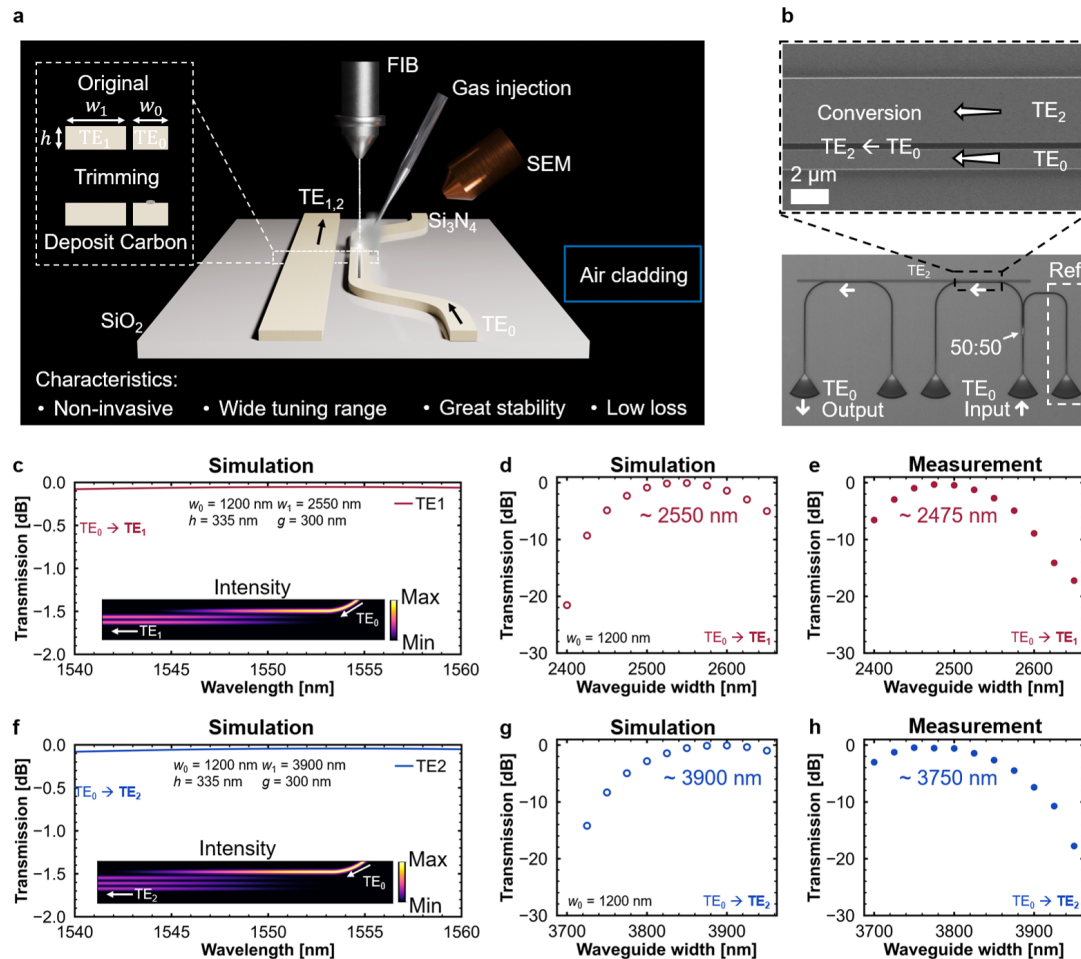 a
Original
w₁ w₀
h TE₁ TE₀
Trimming
Deposit Carbon
FIB
Gas injection
SEM
TE₁,₂
Si₃N₄
Air cladding
SiO₂
TE₀
Characteristics:
• Non-invasive • Wide tuning range • Great stability • Low loss
b
Conversion TE₂
TE₂ ← TE₀
TE₀
2 μm
TE₂
Ref
50:50
TE₀ TE₀
Output Input
c
Simulation
Transmission [dB]
0.0
−0.5
−1.0
−1.5
−2.0
w₀ = 1200 nm w₁ = 2550 nm
h = 335 nm g = 300 nm
TE1
TE₀ → TE₁
Intensity
Max
Min
TE₀
TE₁
1540 1545 1550 1555 1560
Wavelength [nm]
d
Simulation
Transmission [dB]
0
−10
−20
−30
~ 2550 nm
w₀ = 1200 nm TE₀ → TE₁
2400 2500 2600
Waveguide width [nm]
e
Measurement
Transmission [dB]
0
−10
−20
−30
~ 2475 nm
TE₀ → TE₁
2400 2500 2600
Waveguide width [nm]
f
Simulation
Transmission [dB]
0.0
−0.5
−1.0
−1.5
−2.0
w₀ = 1200 nm w₁ = 3900 nm
h = 335 nm g = 300 nm
TE2
TE₀ → TE₂
Intensity
Max
Min
TE₀
TE₂
1540 1545 1550 1555 1560
Wavelength [nm]
g
Simulation
Transmission [dB]
0
−10
−20
−30
~ 3900 nm
w₀ = 1200 nm TE₀ → TE₂
3700 3800 3900
Waveguide width [nm]
h
Measurement
Transmission [dB]
0
−10
−20
−30
~ 3750 nm
TE₀ → TE₂
3700 3800 3900
Waveguide width [nm]